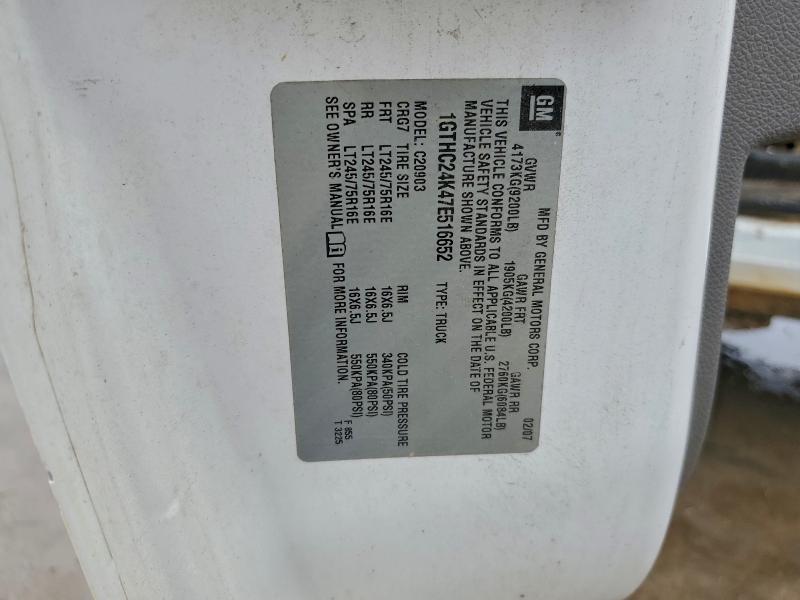 GM
MFD BY GENERAL MOTORS CORP. 02/07
GVWR GAWR FRT GAWR RR
4173KG(9200LB) 1905KG(4200LB) 2760KG(6084LB)
THIS VEHICLE CONFORMS TO ALL APPLICABLE U.S. FEDERAL MOTOR
VEHICLE SAFETY STANDARDS IN EFFECT ON THE DATE OF
MANUFACTURE SHOWN ABOVE.
1GTHC24K47E516652 TYPE: TRUCK
MODEL: C20903
CRG7 TIRE SIZE RIM COLD TIRE PRESSURE
FRT LT245/75R16E 16X6.5J 340KPA(50PSI)
RR LT245/75R16E 16X6.5J 550KPA(80PSI)
SPA LT245/75R16E 16X6.5J 550KPA(80PSI)
SEE OWNER'S MANUAL FOR MORE INFORMATION.
F 855
T 3225